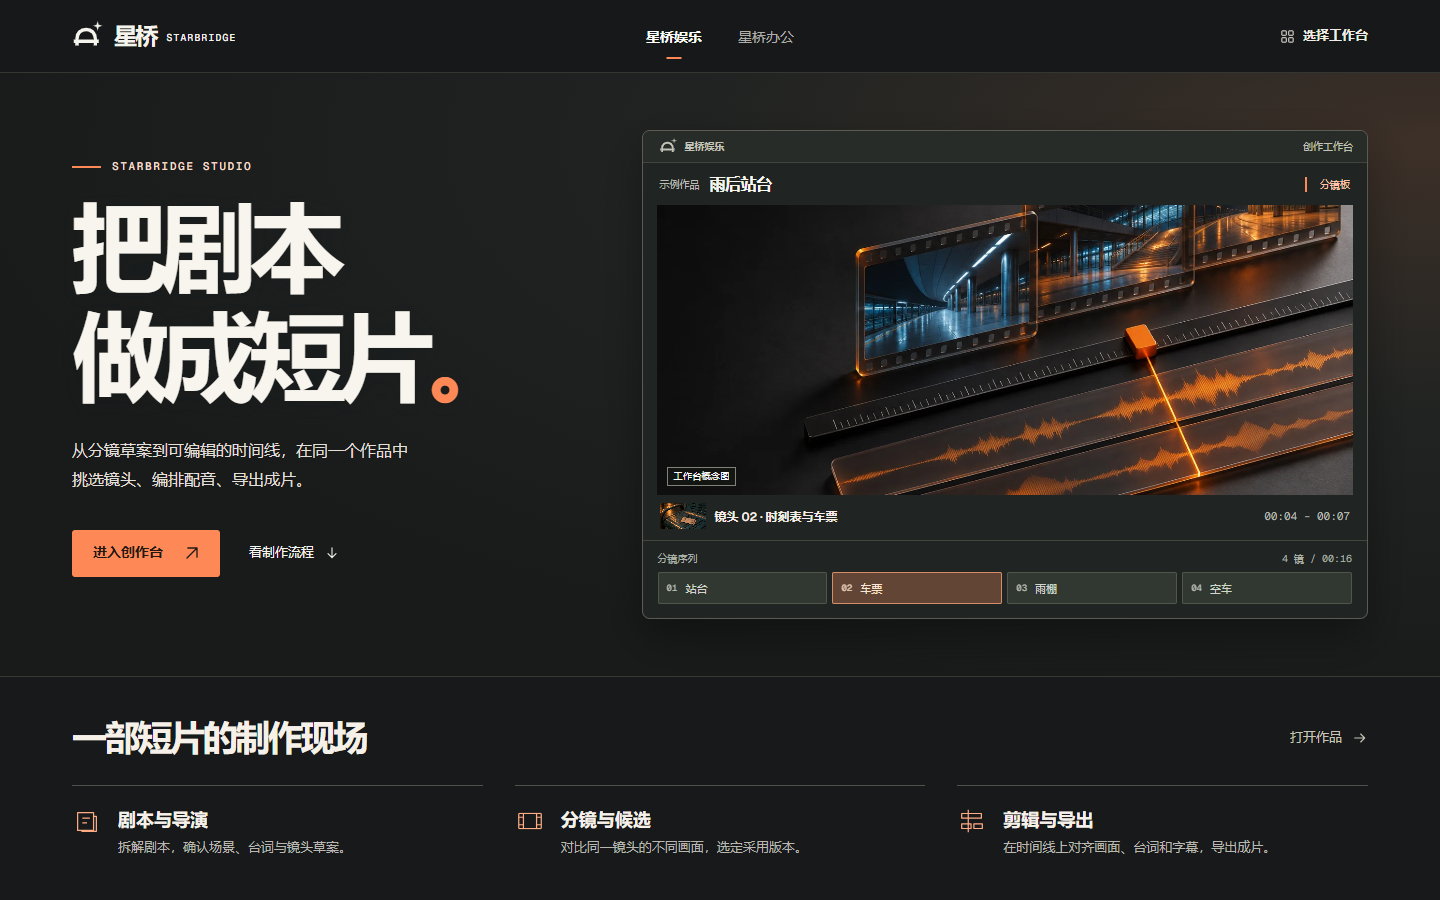 星桥 STARBRIDGE
星桥娱乐
星桥办公
选择工作台
STARBRIDGE STUDIO
把剧本
做成短片
从分镜草案到可编辑的时间线，在同一个作品中
挑选镜头、编排配音、导出成片。
进入创作台
看制作流程
星桥娱乐
创作工作台
示例作品 雨后站台
分镜板
工作台概念图
镜头 02 · 时刻表与车票
00:04 – 00:07
分镜序列
4 镜 / 00:16
01 站台
02 车票
03 雨棚
04 空车
一部短片的制作现场
打开作品
剧本与导演
拆解剧本，确认场景、台词与镜头草案。
分镜与候选
对比同一镜头的不同画面，选定采用版本。
剪辑与导出
在时间线上对齐画面、台词和字幕，导出成片。